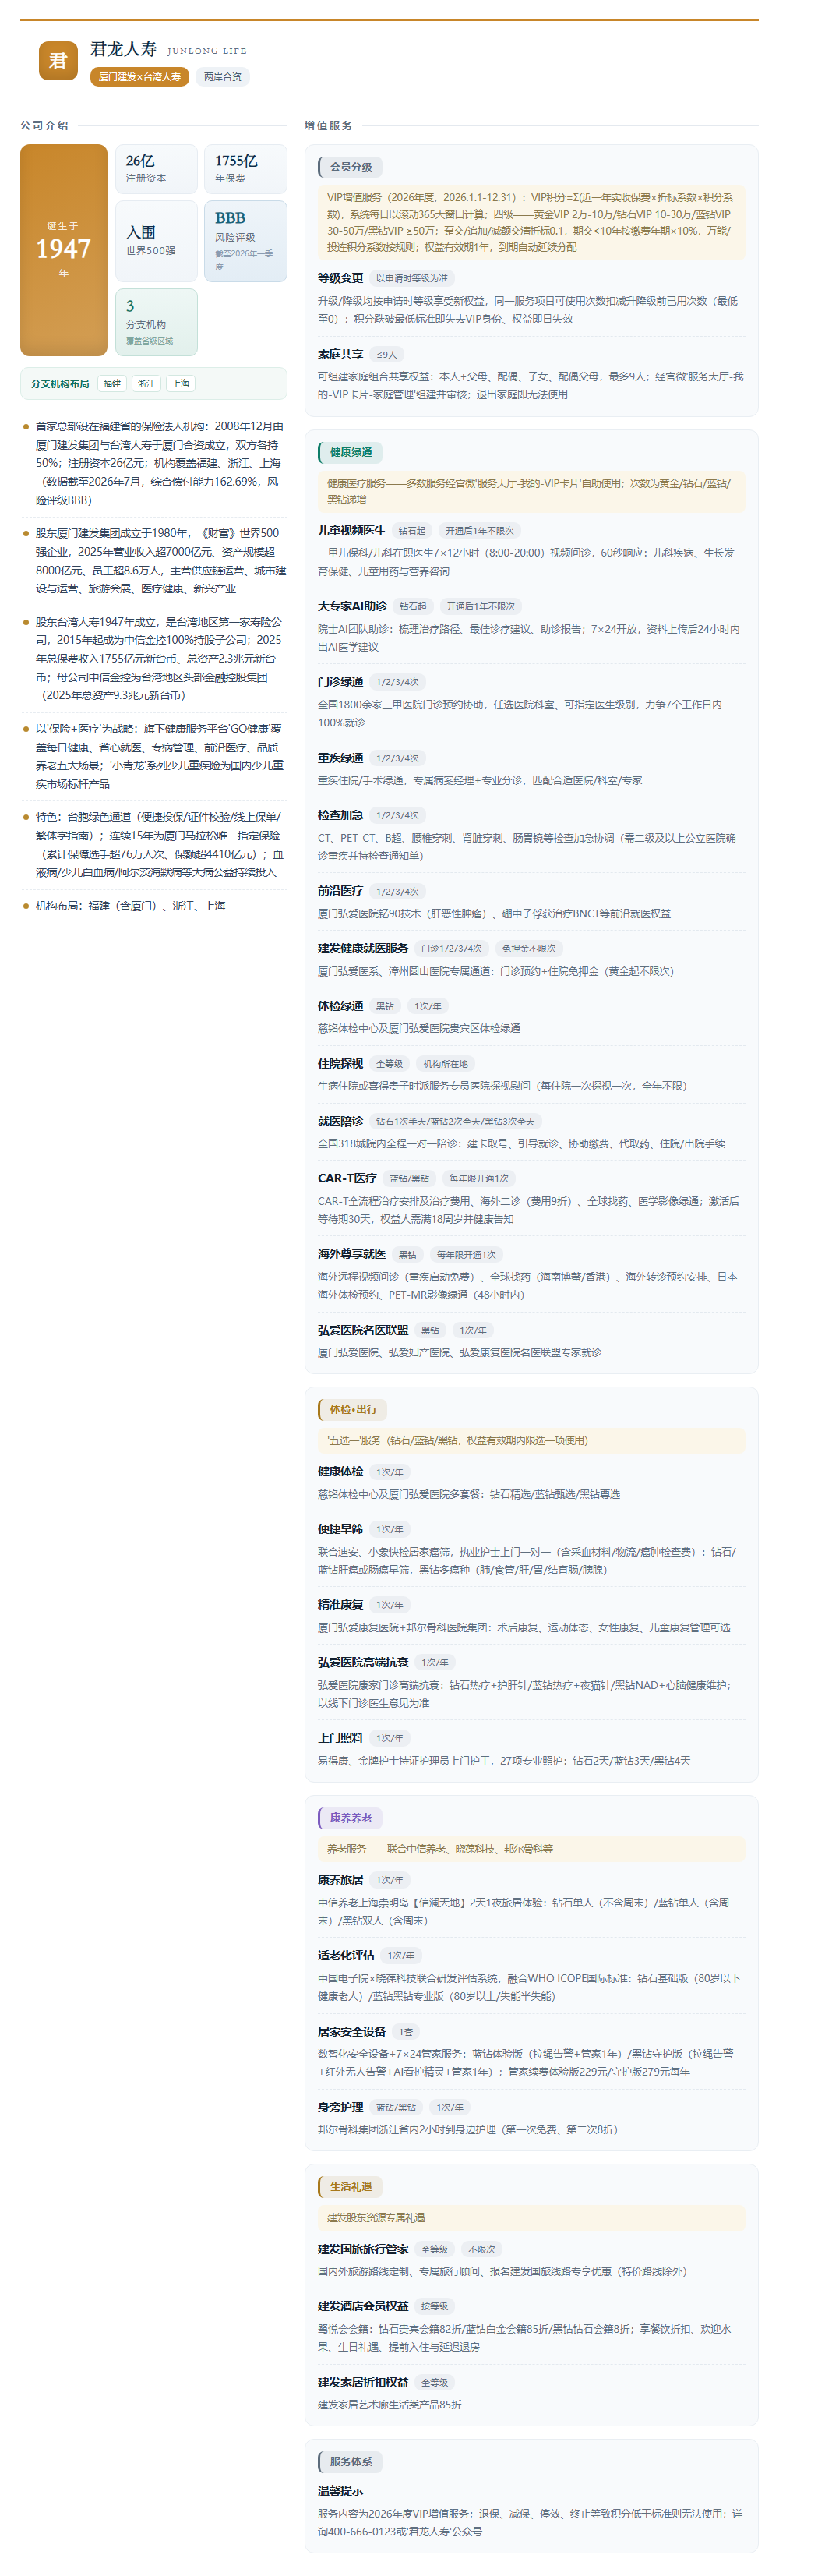 君
君龙人寿 JUNLONG LIFE
厦门建发×台湾人寿 两岸合资
公司介绍
诞生于
1947
年
26亿
注册资本
1755亿
年保费
入围
世界500强
BBB
风险评级
截至2026年一季
度
3
分支机构
覆盖省级区域
分支机构布局 福建 浙江 上海
首家总部设在福建省的保险法人机构：2008年12月由
厦门建发集团与台湾人寿于厦门合资成立，双方各持
50%；注册资本26亿元；机构覆盖福建、浙江、上海
（数据截至2026年7月，综合偿付能力162.69%，风
险评级BBB）
股东厦门建发集团成立于1980年，《财富》世界500
强企业，2025年营业收入超7000亿元、资产规模超
8000亿元、员工超8.6万人，主营供应链运营、城市建
设与运营、旅游会展、医疗健康、新兴产业
股东台湾人寿1947年成立，是台湾地区第一家寿险公
司，2015年起成为中信金控100%持股子公司；2025
年总保费收入1755亿元新台币、总资产2.3兆元新台
币；母公司中信金控为台湾地区头部金融控股集团
（2025年总资产9.3兆元新台币）
以'保险+医疗'为战略：旗下健康服务平台'GO健康'覆
盖每日健康、省心就医、专病管理、前沿医疗、品质
养老五大场景；'小青龙'系列少儿重疾险为国内少儿重
疾市场标杆产品
特色：台胞绿色通道（便捷投保/证件校验/线上保单/
繁体字指南）；连续15年为厦门马拉松唯一指定保险
（累计保障选手超76万人次、保额超4410亿元）；血
液病/少儿白血病/阿尔茨海默病等大病公益持续投入
机构布局：福建（含厦门）、浙江、上海
增值服务
会员分级
VIP增值服务（2026年度，2026.1.1-12.31）：VIP积分=Σ(近一年实收保费×折标系数×积分系
数)，系统每日以滚动365天窗口计算；四级——黄金VIP 2万-10万/钻石VIP 10-30万/蓝钻VIP
30-50万/黑钻VIP ≥50万；趸交/追加/减额交清折标0.1，期交<10年按缴费年期×10%，万能/
投连积分系数按规则；权益有效期1年，到期自动延续分配
等级变更 以申请时等级为准
升级/降级均按申请时等级享受新权益，同一服务项目可使用次数扣减升降级前已用次数（最低
至0）；积分跌破最低标准即失去VIP身份、权益即日失效
家庭共享 ≤9人
可组建家庭组合共享权益：本人+父母、配偶、子女、配偶父母，最多9人；经官微'服务大厅-我
的-VIP卡片-家庭管理'组建并审核；退出家庭即无法使用
健康绿通
健康医疗服务——多数服务经官微'服务大厅-我的-VIP卡片'自助使用；次数为黄金/钻石/蓝钻/
黑钻递增
儿童视频医生 钻石起 开通后1年不限次
三甲儿保科/儿科在职医生7×12小时（8:00-20:00）视频问诊，60秒响应：儿科疾病、生长发
育保健、儿童用药与营养咨询
大专家AI助诊 钻石起 开通后1年不限次
院士AI团队助诊：梳理治疗路径、最佳诊疗建议、助诊报告；7×24开放，资料上传后24小时内
出AI医学建议
门诊绿通 1/2/3/4次
全国1800余家三甲医院门诊预约协助，任选医院科室、可指定医生级别，力争7个工作日内
100%就诊
重疾绿通 1/2/3/4次
重疾住院/手术绿通，专属病案经理+专业分诊，匹配合适医院/科室/专家
检查加急 1/2/3/4次
CT、PET-CT、B超、腰椎穿刺、肾脏穿刺、肠胃镜等检查加急协调（需二级及以上公立医院确
诊重疾并持检查通知单）
前沿医疗 1/2/3/4次
厦门弘爱医院钇90技术（肝恶性肿瘤）、硼中子俘获治疗BNCT等前沿就医权益
建发健康就医服务 门诊1/2/3/4次 免押金不限次
厦门弘爱医系、漳州圆山医院专属通道：门诊预约+住院免押金（黄金起不限次）
体检绿通 黑钻 1次/年
慈铭体检中心及厦门弘爱医院贵宾区体检绿通
住院探视 全等级 机构所在地
生病住院或喜得贵子时派服务专员医院探视慰问（每住院一次探视一次，全年不限）
就医陪诊 钻石1次半天/蓝钻2次全天/黑钻3次全天
全国318城院内全程一对一陪诊：建卡取号、引导就诊、协助缴费、代取药、住院/出院手续
CAR-T医疗 蓝钻/黑钻 每年限开通1次
CAR-T全流程治疗安排及治疗费用、海外二诊（费用9折）、全球找药、医学影像绿通；激活后
等待期30天，权益人需满18周岁并健康告知
海外尊享就医 黑钻 每年限开通1次
海外远程视频问诊（重疾启动免费）、全球找药（海南博鳌/香港）、海外转诊预约安排、日本
海外体检预约、PET-MR影像绿通（48小时内）
弘爱医院名医联盟 黑钻 1次/年
厦门弘爱医院、弘爱妇产医院、弘爱康复医院名医联盟专家就诊
体检·出行
'五选一'服务（钻石/蓝钻/黑钻，权益有效期内限选一项使用）
健康体检 1次/年
慈铭体检中心及厦门弘爱医院多套餐：钻石精选/蓝钻甄选/黑钻尊选
便捷早筛 1次/年
联合迪安、小象快检居家癌筛，执业护士上门一对一（含采血材料/物流/癌肿检查费）：钻石/
蓝钻肝癌或肠癌早筛，黑钻多癌种（肺/食管/肝/胃/结直肠/胰腺）
精准康复 1次/年
厦门弘爱康复医院+邦尔骨科医院集团：术后康复、运动体态、女性康复、儿童康复管理可选
弘爱医院高端抗衰 1次/年
弘爱医院康家门诊高端抗衰：钻石热疗+护肝针/蓝钻热疗+夜猫针/黑钻NAD+心脑健康维护；
以线下门诊医生意见为准
上门照料 1次/年
易得康、金牌护士持证护理员上门护工，27项专业照护：钻石2天/蓝钻3天/黑钻4天
康养养老
养老服务——联合中信养老、晓葆科技、邦尔骨科等
康养旅居 1次/年
中信养老上海崇明岛【信澜天地】2天1夜旅居体验：钻石单人（不含周末）/蓝钻单人（含周
末）/黑钻双人（含周末）
适老化评估 1次/年
中国电子院×晓葆科技联合研发评估系统，融合WHO ICOPE国际标准：钻石基础版（80岁以下
健康老人）/蓝钻黑钻专业版（80岁以上/失能半失能）
居家安全设备 1套
数智化安全设备+7×24管家服务：蓝钻体验版（拉绳告警+管家1年）/黑钻守护版（拉绳告警
+红外无人告警+AI看护精灵+管家1年）；管家续费体验版229元/守护版279元每年
身旁护理 蓝钻/黑钻 1次/年
邦尔骨科集团浙江省内2小时到身边护理（第一次免费、第二次8折）
生活礼遇
建发股东资源专属礼遇
建发国旅旅行管家 全等级 不限次
国内外旅游路线定制、专属旅行顾问、报名建发国旅线路专享优惠（特价路线除外）
建发酒店会员权益 按等级
鹭悦会会籍：钻石贵宾会籍82折/蓝钻白金会籍85折/黑钻钻石会籍8折；享餐饮折扣、欢迎水
果、生日礼遇、提前入住与延迟退房
建发家居折扣权益 全等级
建发家居艺术廊生活类产品85折
服务体系
温馨提示
服务内容为2026年度VIP增值服务；退保、减保、停效、终止等致积分低于标准则无法使用；详
询400-666-0123或'君龙人寿'公众号